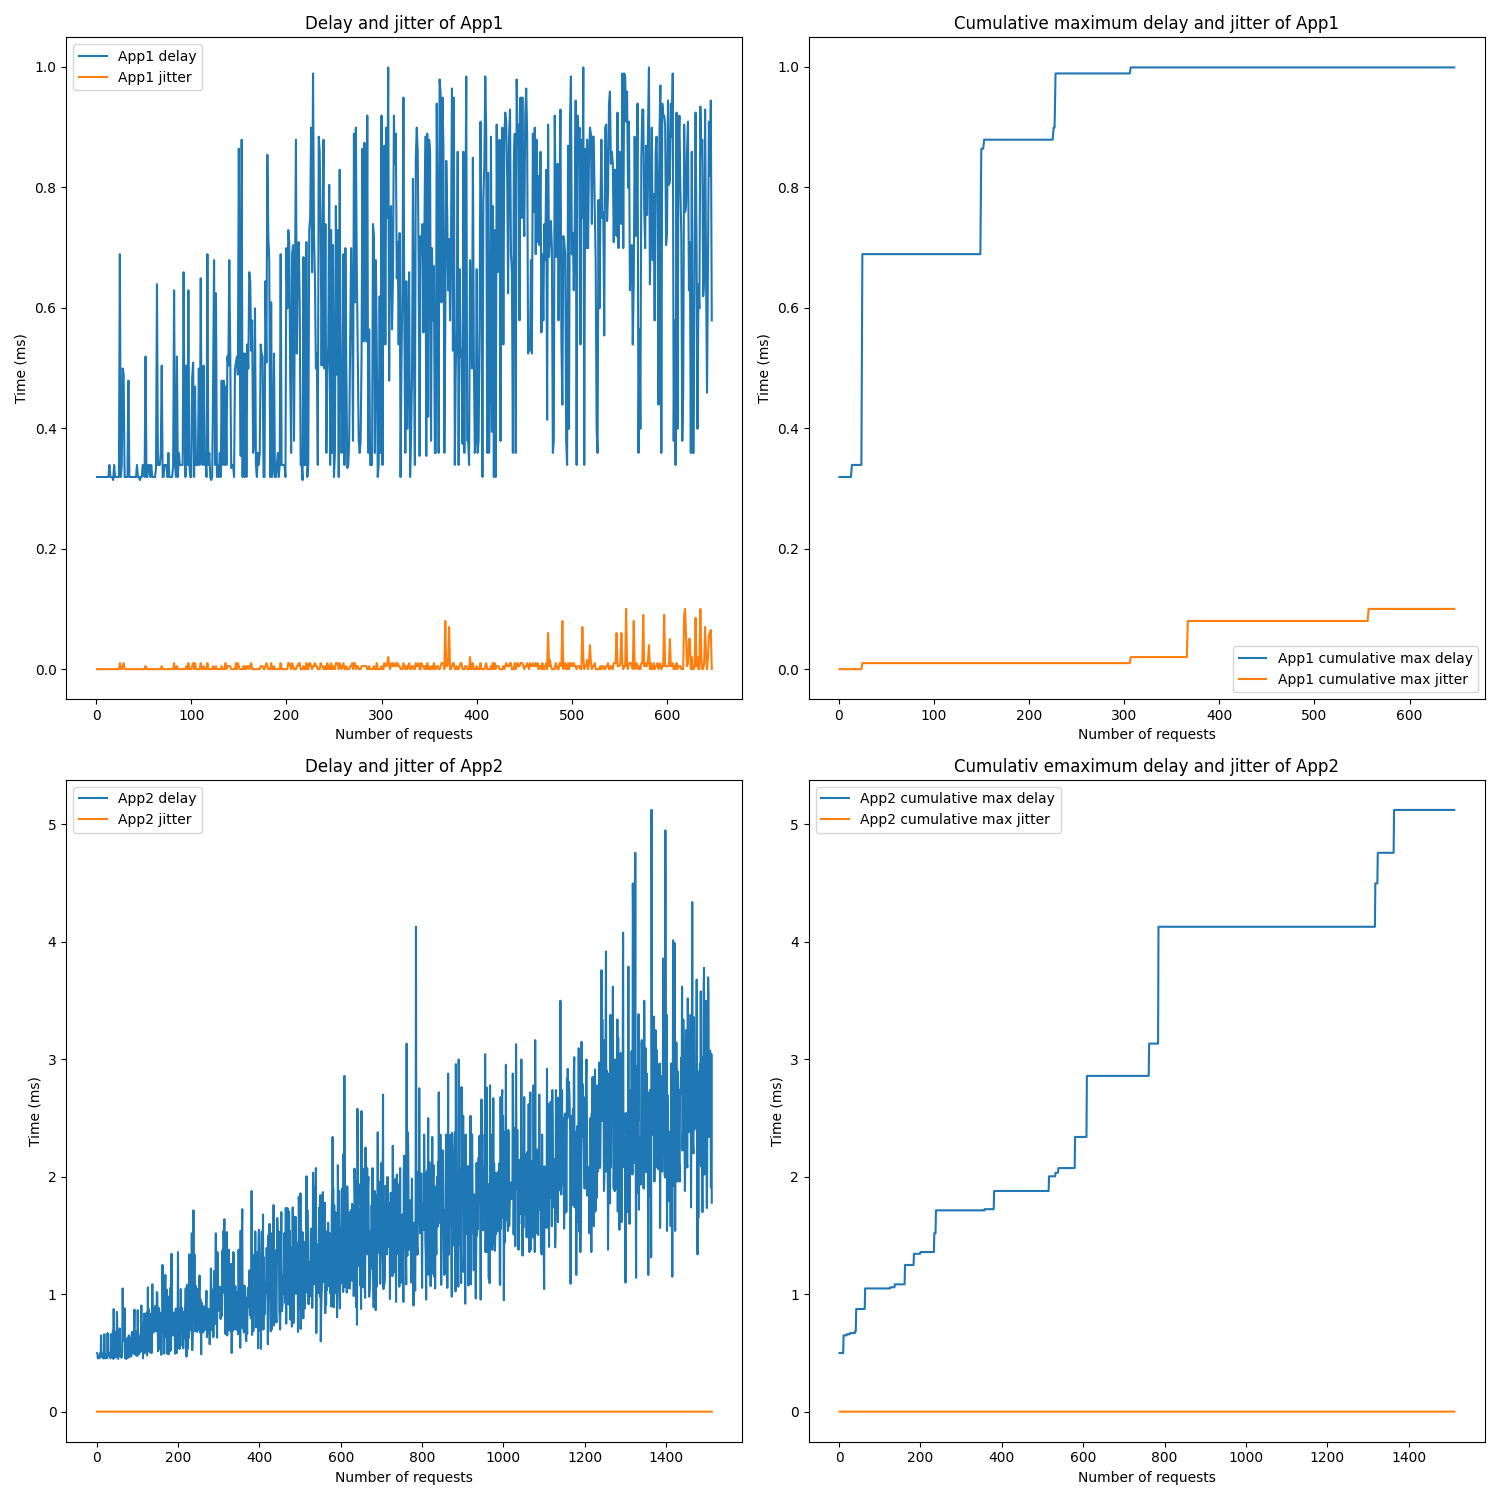 Delay and jitter of App1
App1 delay
App1 jitter
1.0
0.8
0.6
0.4
0.2
0.0
Time (ms)
0 100 200 300 400 500 600
Number of requests
Cumulative maximum delay and jitter of App1
1.0
0.8
0.6
0.4
0.2
0.0
Time (ms)
App1 cumulative max delay
App1 cumulative max jitter
0 100 200 300 400 500 600
Number of requests
Delay and jitter of App2
App2 delay
App2 jitter
5
4
3
2
1
0
Time (ms)
0 200 400 600 800 1000 1200 1400
Number of requests
Cumulativ emaximum delay and jitter of App2
App2 cumulative max delay
App2 cumulative max jitter
5
4
3
2
1
0
Time (ms)
0 200 400 600 800 1000 1200 1400
Number of requests